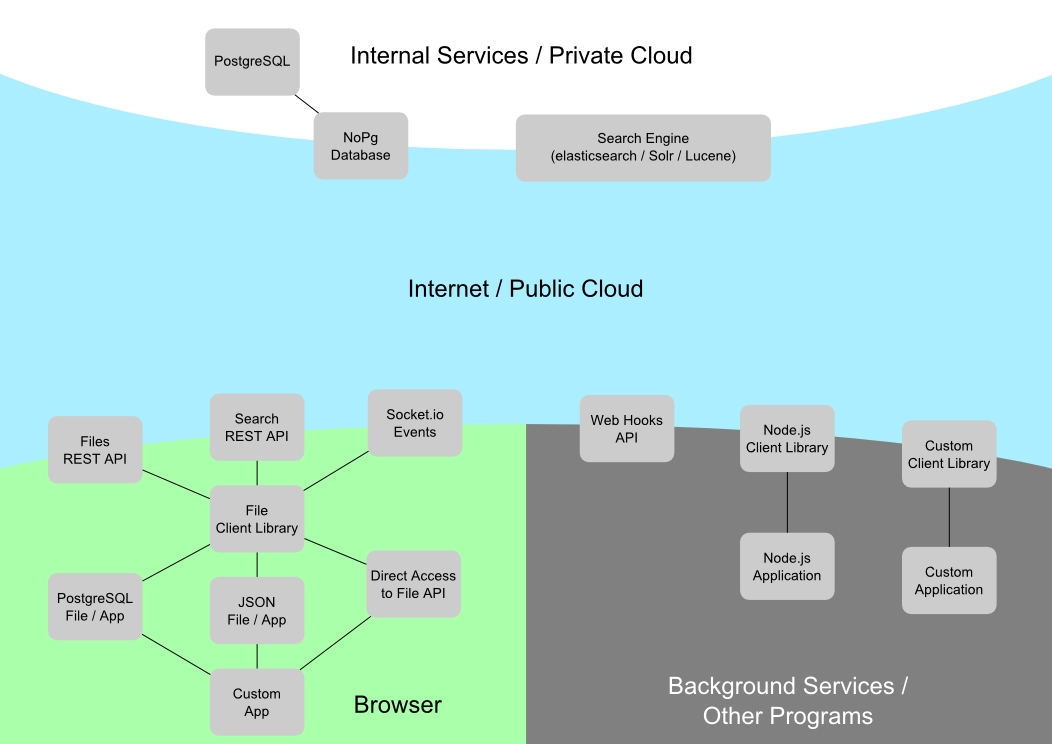 PostgreSQL
Internal Services / Private Cloud
NoPg
Database
Search Engine
(elasticsearch / Solr / Lucene)
Internet / Public Cloud
Files
REST API
Search
REST API
Socket.io
Events
Web Hooks
API
Node.js
Client Library
Custom
Client Library
File
Client Library
PostgreSQL
File / App
JSON
File / App
Direct Access
to File API
Node.js
Application
Custom
Application
Custom
App
Browser
Background Services /
Other Programs